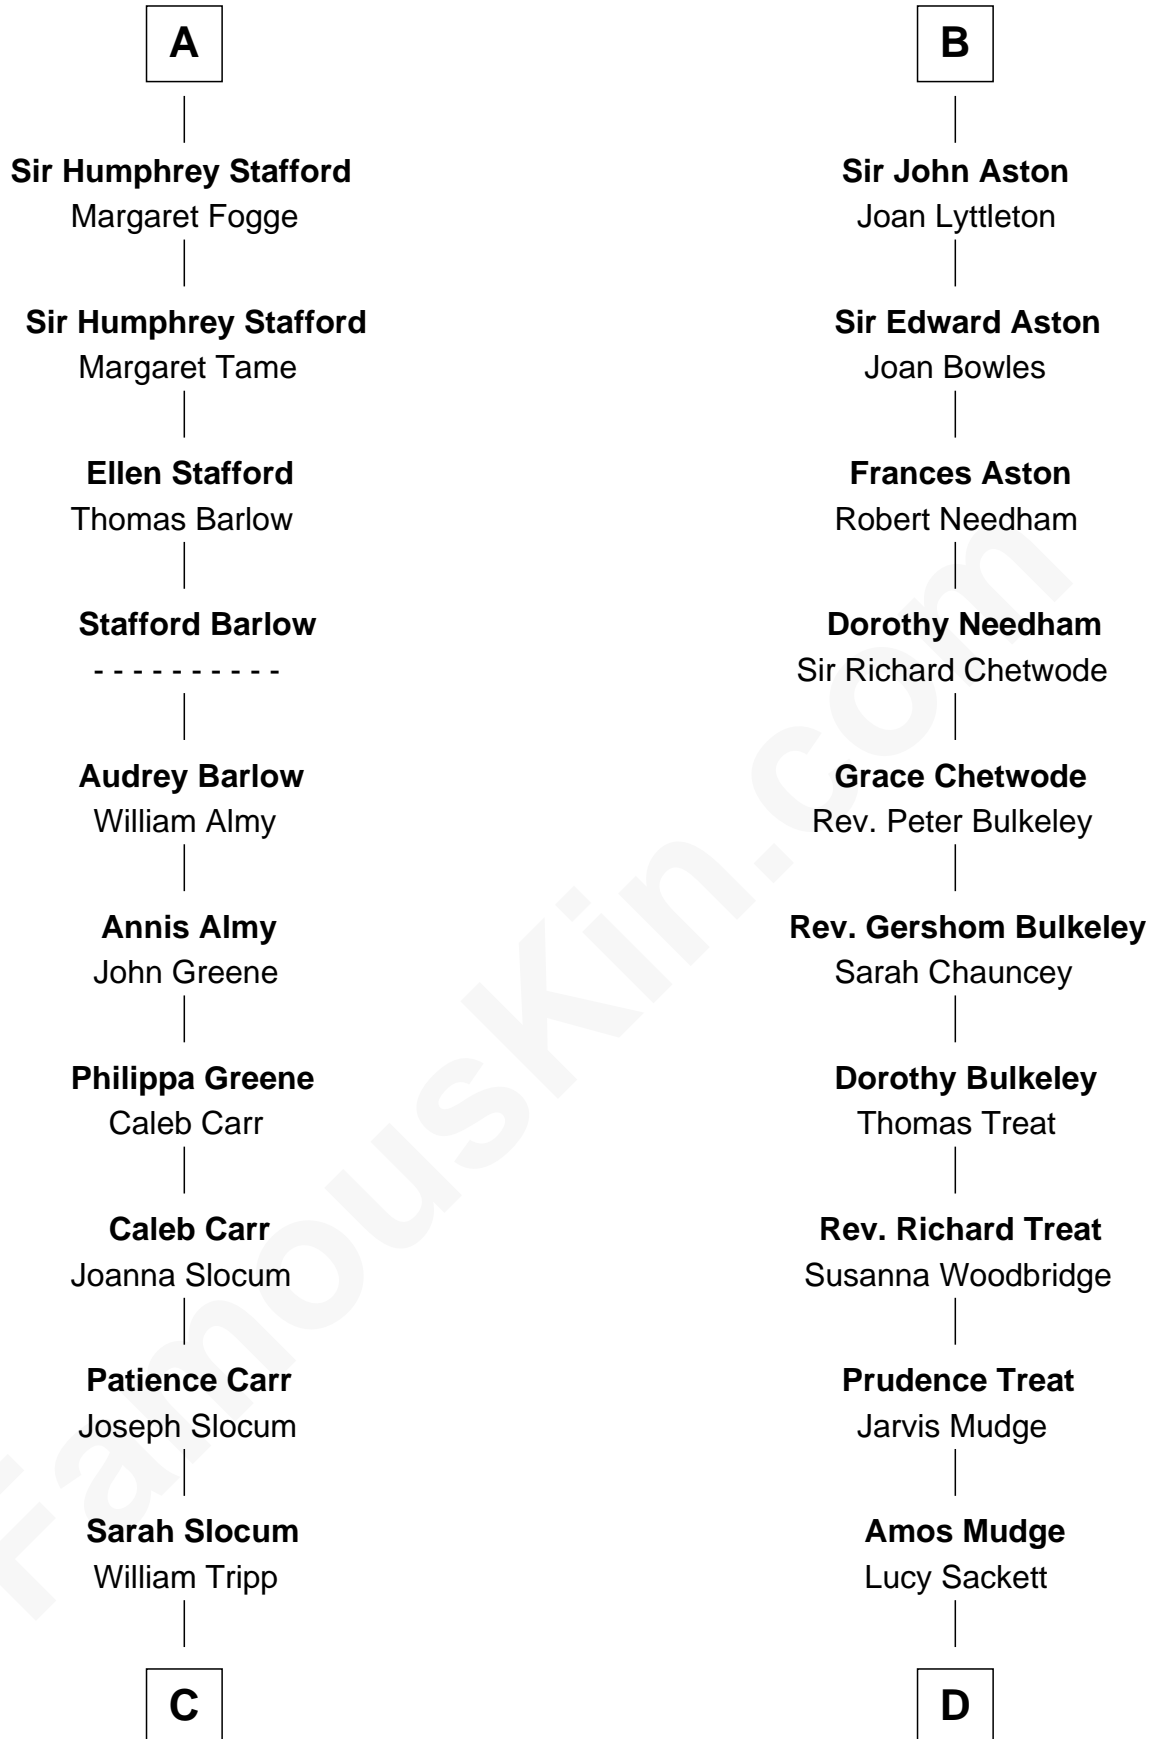 A
Sir Humphrey Stafford
Margaret Fogge
Sir Humphrey Stafford
Margaret Tame
Ellen Stafford
Thomas Barlow
Stafford Barlow
- - - - - - - - - -
Audrey Barlow
William Almy
Annis Almy
John Greene
Philippa Greene
Caleb Carr
Caleb Carr
Joanna Slocum
Patience Carr
Joseph Slocum
Sarah Slocum
William Tripp
C
B
Sir John Aston
Joan Lyttleton
Sir Edward Aston
Joan Bowles
Frances Aston
Robert Needham
Dorothy Needham
Sir Richard Chetwode
Grace Chetwode
Rev. Peter Bulkeley
Rev. Gershom Bulkeley
Sarah Chauncey
Dorothy Bulkeley
Thomas Treat
Rev. Richard Treat
Susanna Woodbridge
Prudence Treat
Jarvis Mudge
Amos Mudge
Lucy Sackett
D
FamousKin.com